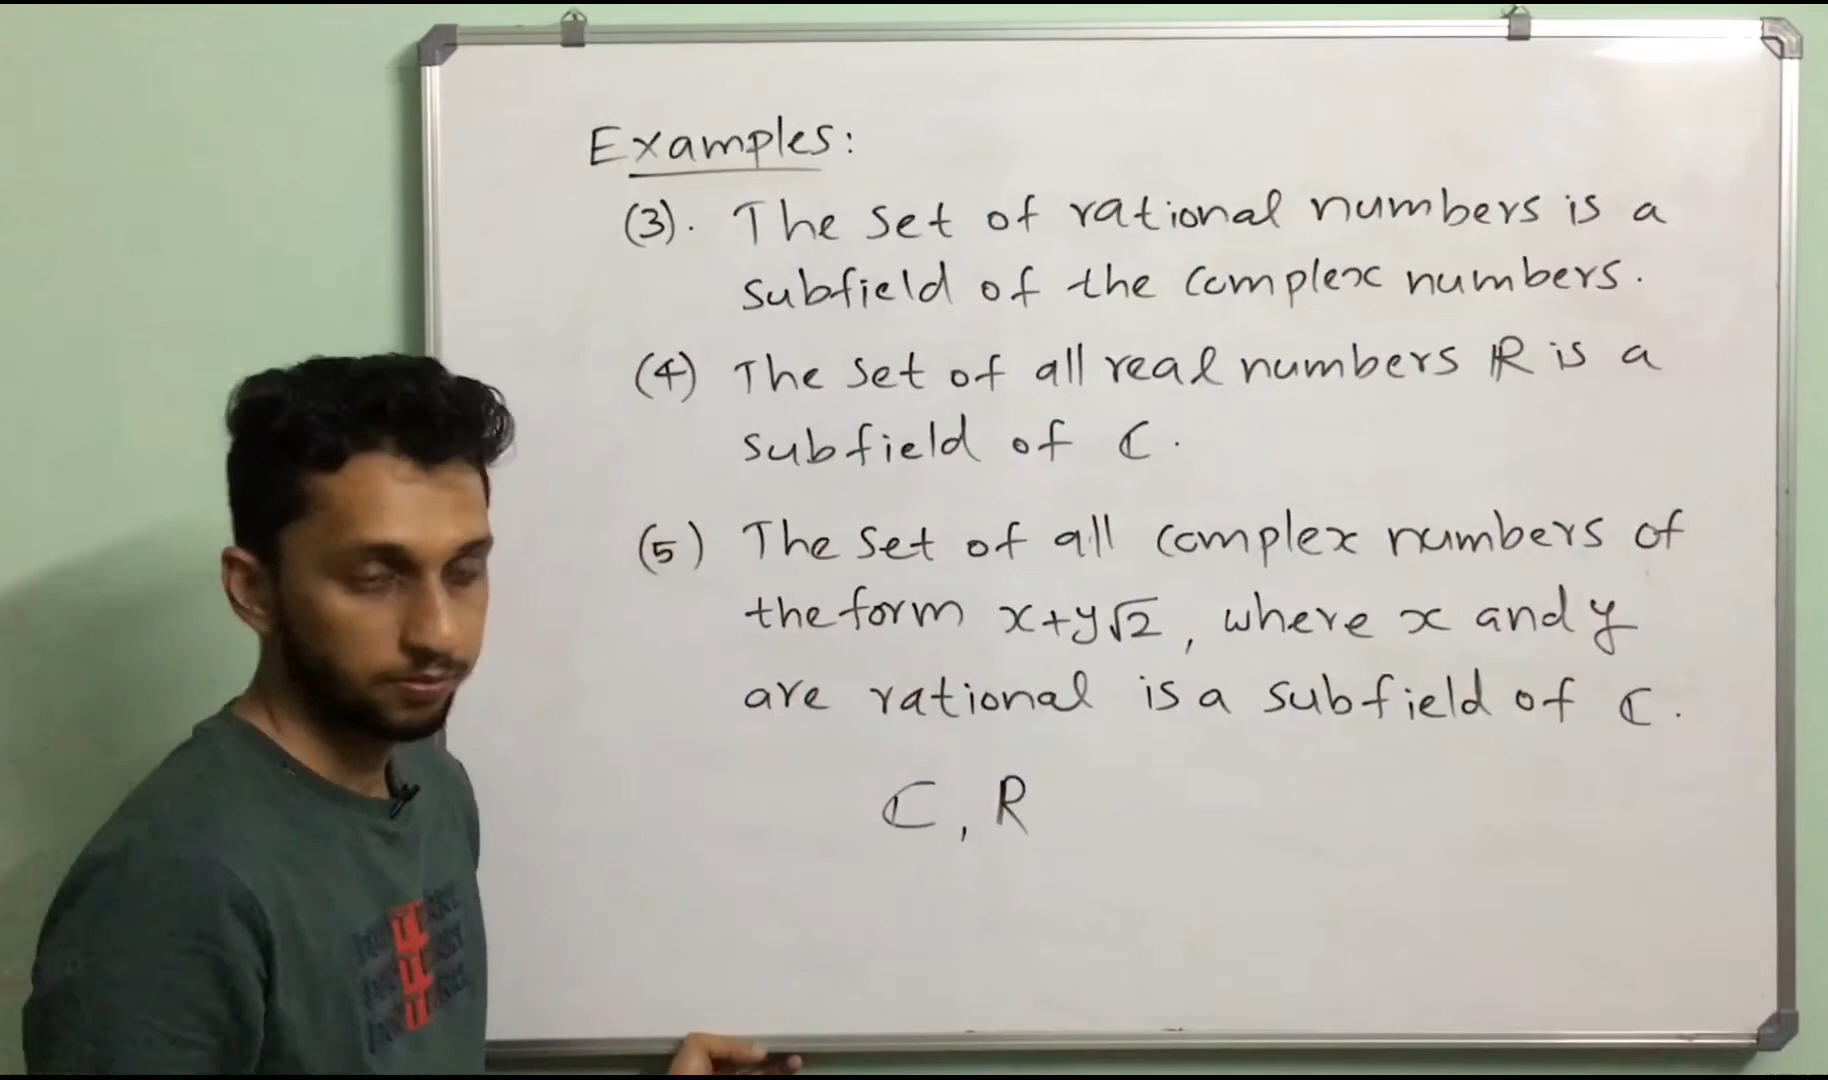 Examples:
(3). The set of rational numbers is a
subfield of the complex numbers.
(4) The set of all real numbers ℝ is a
subfield of ℂ.
(5) The set of all complex numbers of
the form x+y√2, where x and y
are rational is a subfield of ℂ.
ℂ, R